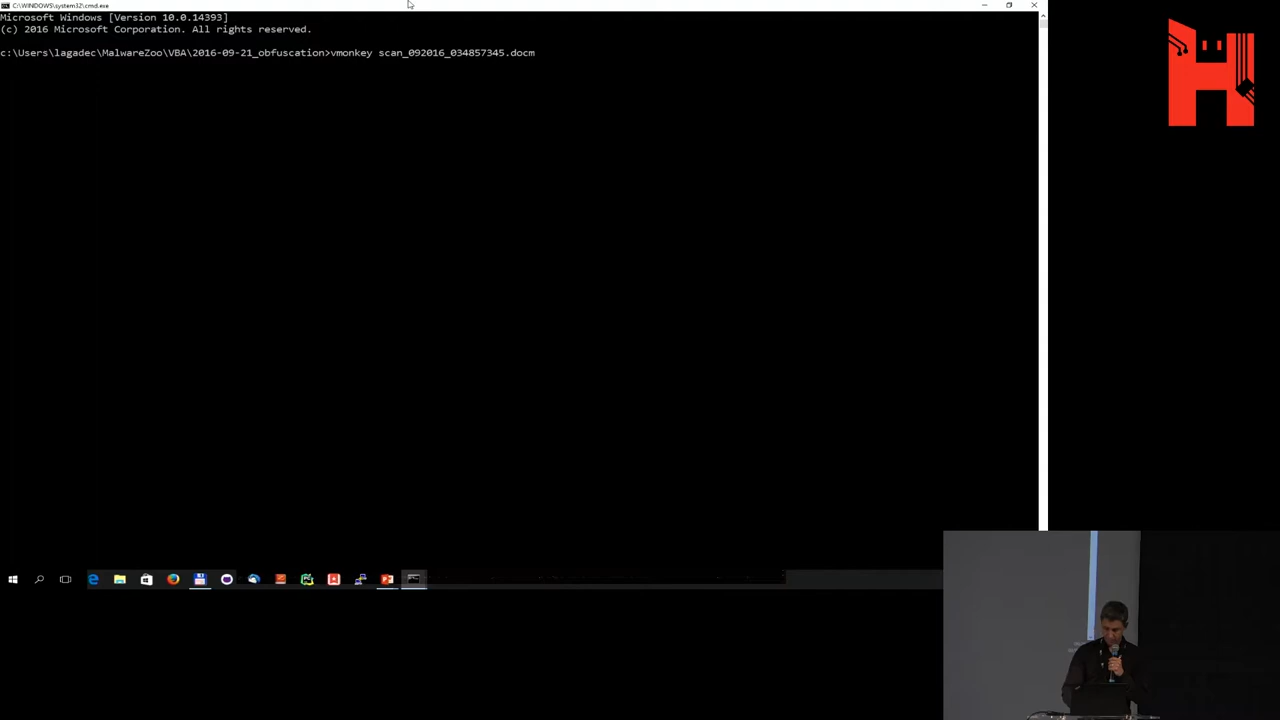 C:\WINDOWS\system32\cmd.exe
Microsoft Windows [Version 10.0.14393]
(c) 2016 Microsoft Corporation. All rights reserved.
c:\Users\lagadec\MalwareZoo\VBA\2016-09-21_obfuscation>vmonkey scan_092016_034857345.docm